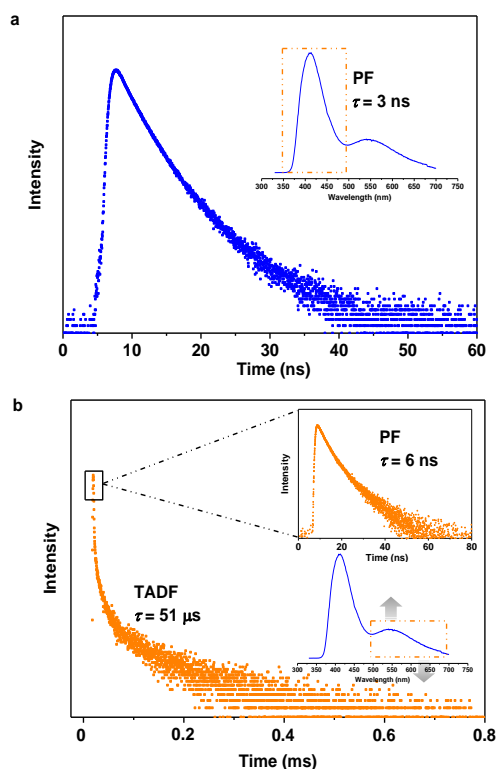 a
Intensity
PF
τ = 3 ns
300 350 400 450 500 550 600 650 700 750
Wavelength (nm)
0 10 20 30 40 50 60
Time (ns)
b
Intensity
PF
τ = 6 ns
Intensity
0 20 40 60 80
Time (ns)
TADF
τ = 51 μs
300 350 400 450 500 550 600 650 700 750
Wavelength (nm)
0 0.2 0.4 0.6 0.8
Time (ms)